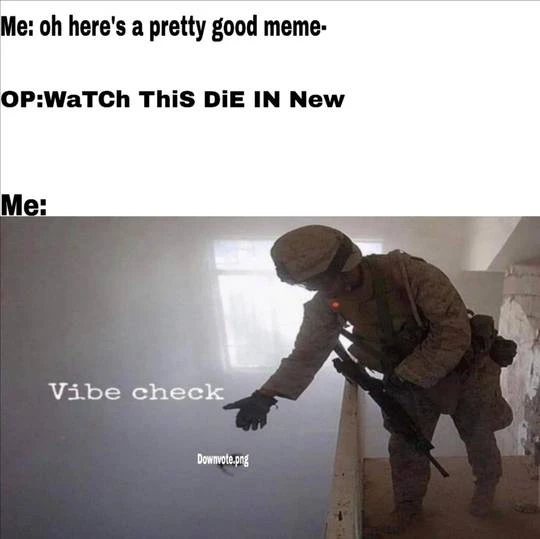 Me: oh here's a pretty good meme-
OP:WaTCh ThiS DiE IN New
Me:
Vibe check
Downvote.png